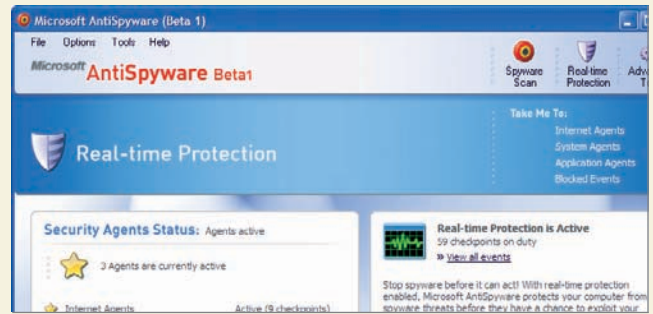 Microsoft AntiSpyware (Beta 1)
File Options Tools Help
Microsoft AntiSpyware Beta1
Spyware Scan
Real-time Protection
Real-time Protection
Take Me To:
Internet Agents
System Agents
Application Agents
Blocked Events
Security Agents Status: Agents active
3 Agents are currently active
Internet Agents Active (9 checkpoints)
Real-time Protection is Active
59 checkpoints on duty
» View all events
Stop spyware before it can act! With real-time protection
enabled, Microsoft AntiSpyware protects your computer from
spyware threats before they have a chance to exploit your